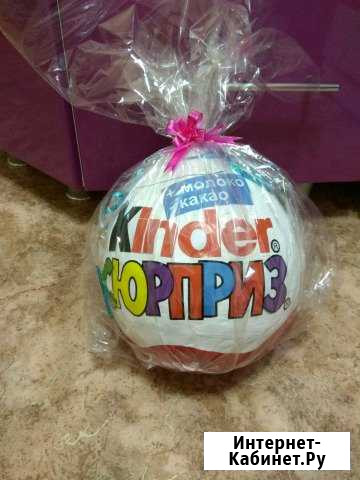 + молоко
какао
Kinder®
СЮРПРИЗ®
Интернет-
Кабинет.Ру